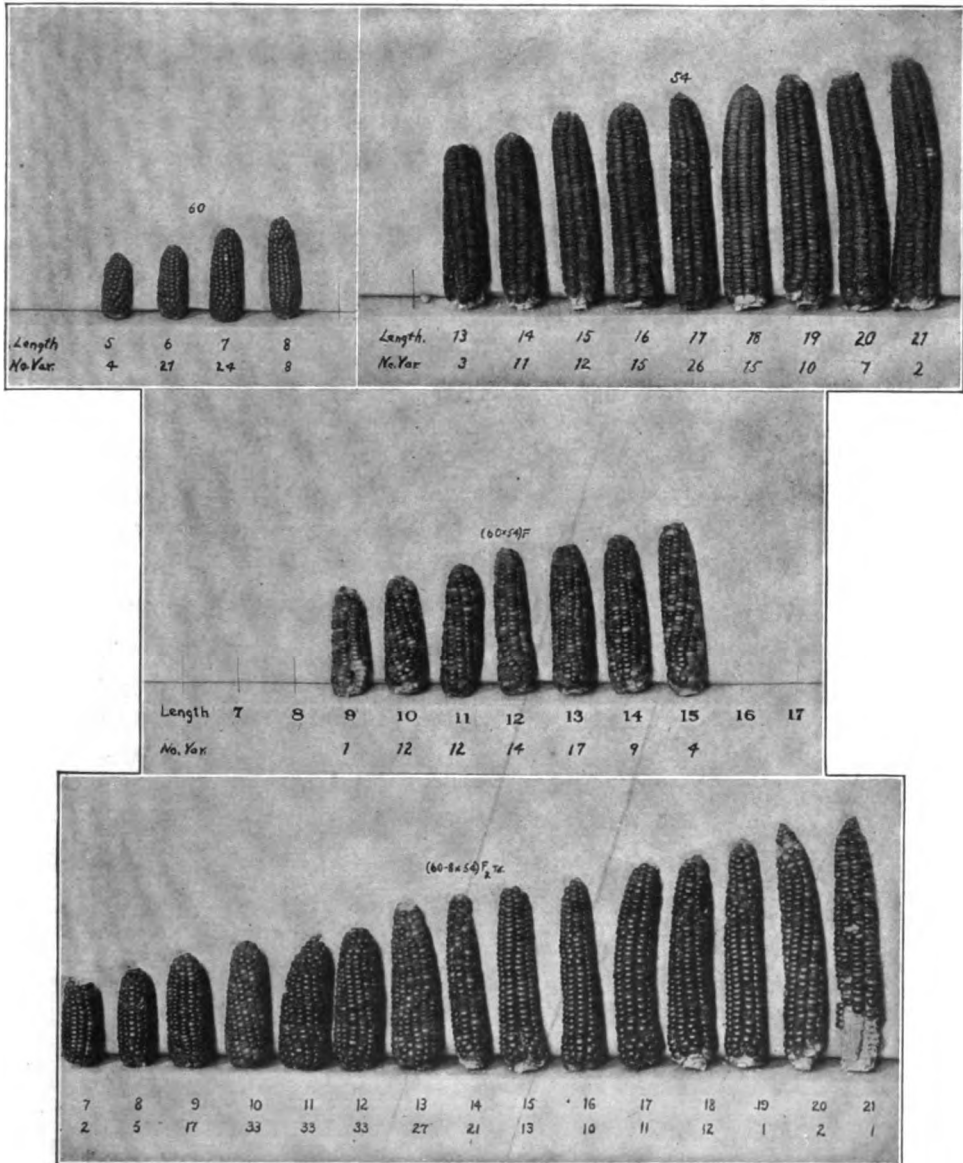 60
Length 5 6 7 8
No. Var. 4 21 24 8
54
Length. 13 14 15 16 17 18 19 20 21
No. Var. 3 11 12 15 26 15 10 7 2
(60×54)F
Length 7 8 9 10 11 12 13 14 15 16 17
No. Var. 1 12 12 14 17 9 4
(60-8×54)F2
7 8 9 10 11 12 13 14 15 16 17 18 19 20 21
2 5 17 33 33 33 27 21 13 10 11 12 1 2 1